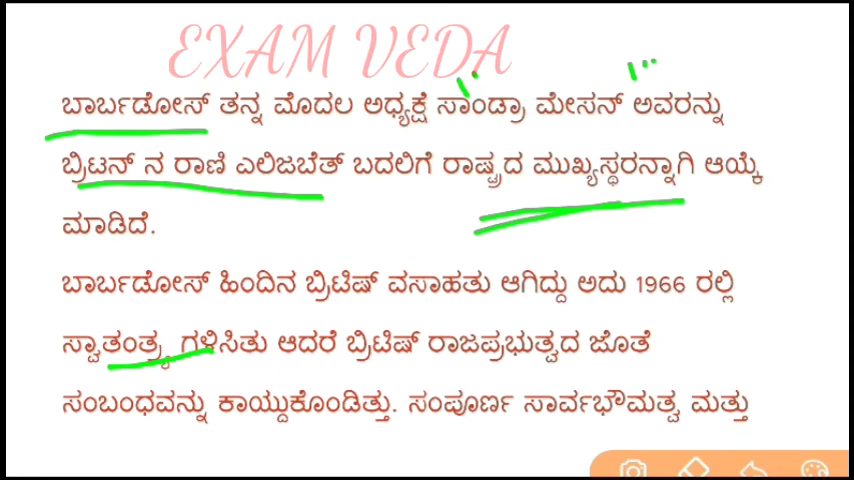 EXAM VEDA
ಬಾರ್ಬಡೋಸ್ ತನ್ನ ಮೊದಲ ಅಧ್ಯಕ್ಷೆ ಸಾಂಡ್ರಾ ಮೇಸನ್ ಅವರನ್ನು
ಬ್ರಿಟನ್ ನ ರಾಣಿ ಎಲಿಜಬೆತ್ ಬದಲಿಗೆ ರಾಷ್ಟ್ರದ ಮುಖ್ಯಸ್ಥರನ್ನಾಗಿ ಆಯ್ಕೆ
ಮಾಡಿದೆ.
ಬಾರ್ಬಡೋಸ್ ಹಿಂದಿನ ಬ್ರಿಟಿಷ್ ವಸಾಹತು ಆಗಿದ್ದು ಅದು 1966 ರಲ್ಲಿ
ಸ್ವಾತಂತ್ರ್ಯ ಗಳಿಸಿತು ಆದರೆ ಬ್ರಿಟಿಷ್ ರಾಜಪ್ರಭುತ್ವದ ಜೊತೆ
ಸಂಬಂಧವನ್ನು ಕಾಯ್ದುಕೊಂಡಿತ್ತು. ಸಂಪೂರ್ಣ ಸಾರ್ವಭೌಮತ್ವ ಮತ್ತು